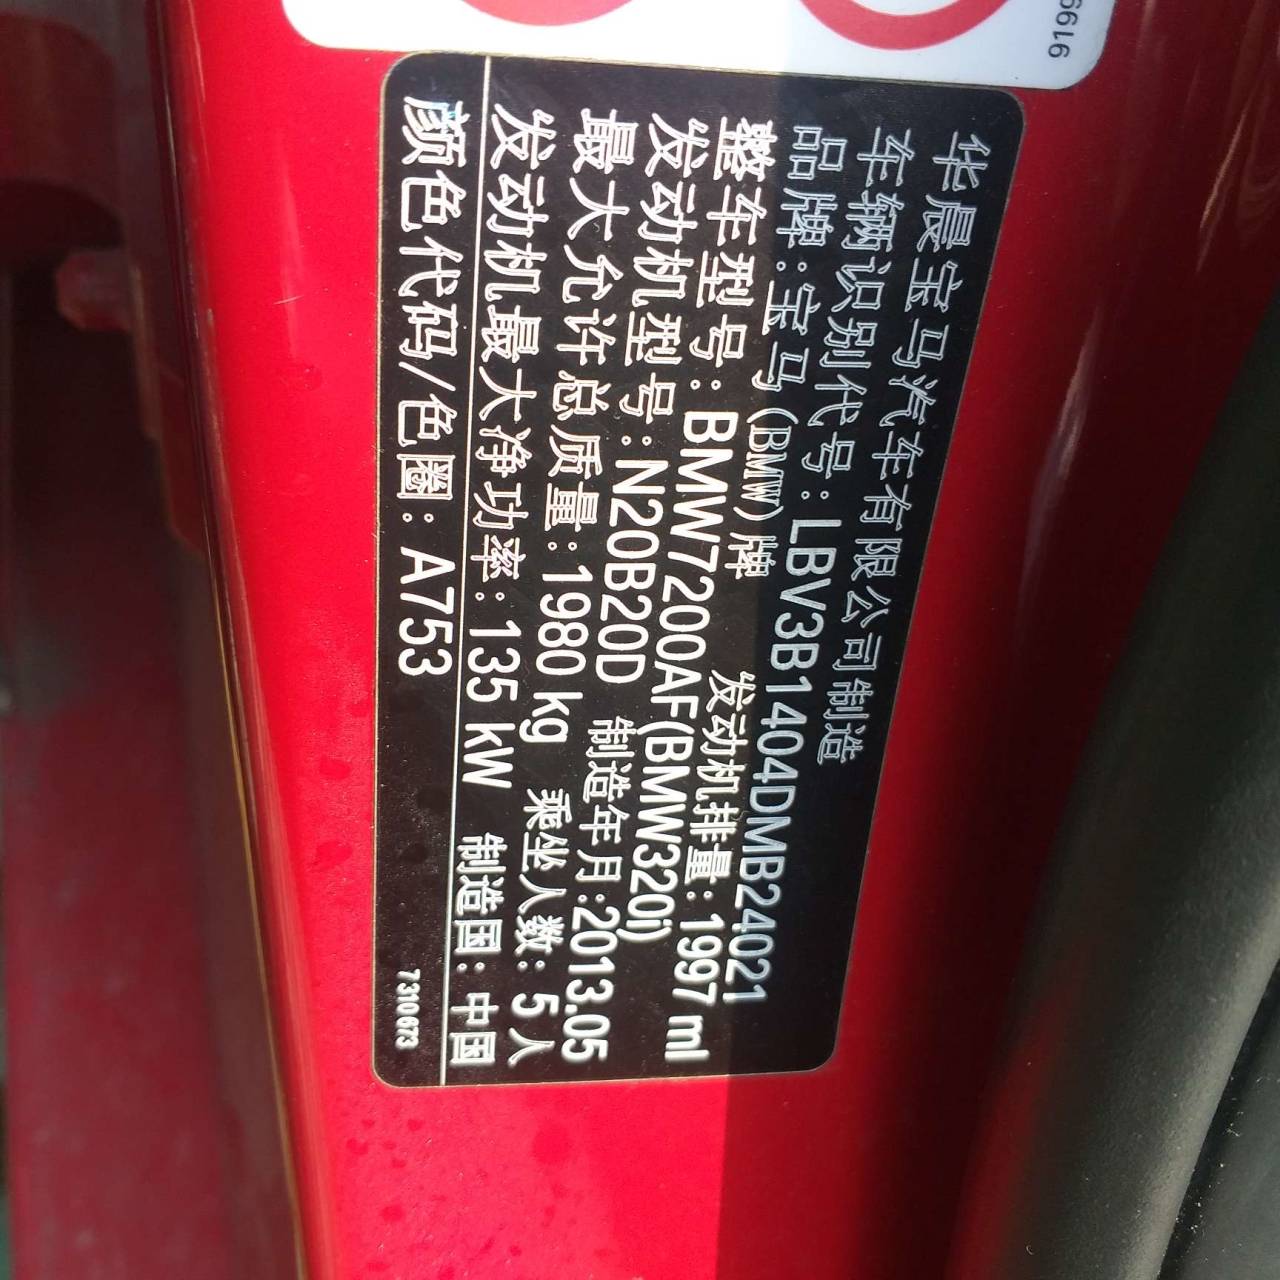 9199
华晨宝马汽车有限公司制造
车辆识别代号：LBV3B1404DMB24021
品牌：宝马(BMW)牌 发动机排量：1997 ml
整车型号：BMW7200AF(BMW320i)
发动机型号：N20B20D 制造年月：2013.05
最大允许总质量：1980 kg 乘坐人数：5人
发动机最大净功率：135 kW 制造国：中国
颜色代码/色圈：A753 7310673